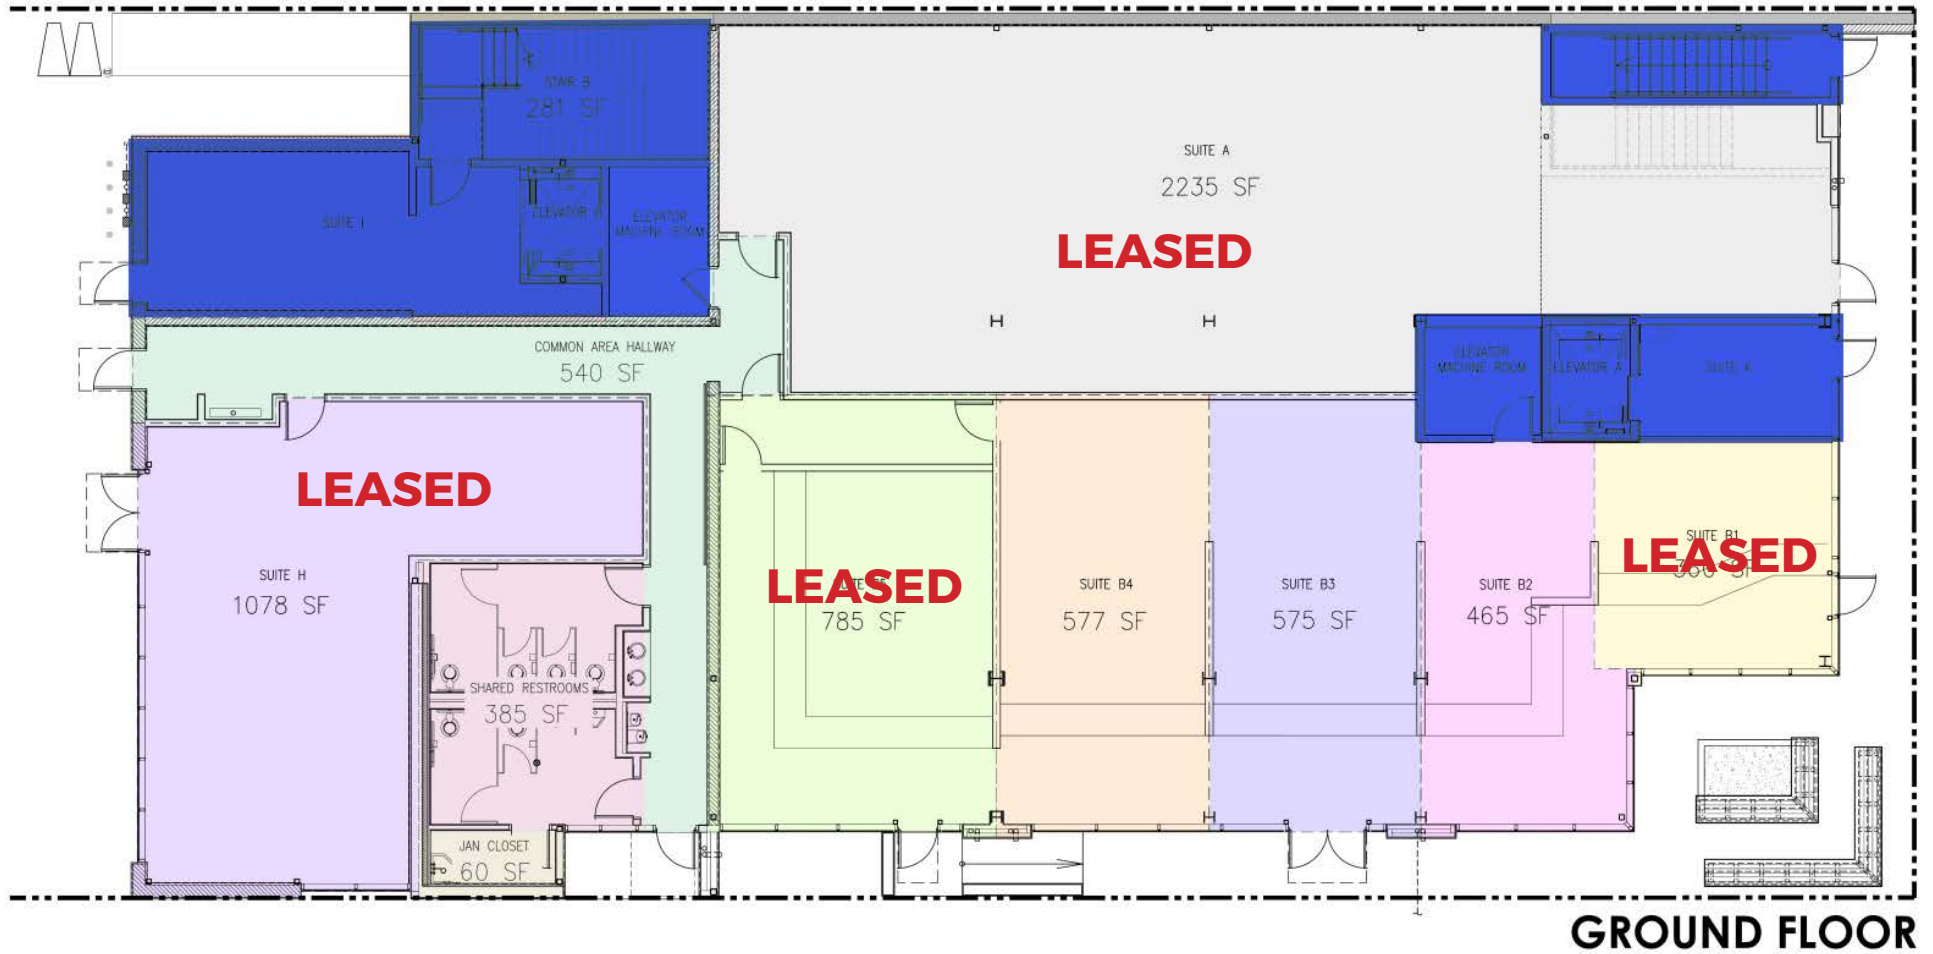 STAIR B
281 SF
SUITE I
ELEVATOR
ELEVATOR
MACHINE ROOM
SUITE A
2235 SF
LEASED
COMMON AREA HALLWAY
540 SF
ELEVATOR
MACHINE ROOM
ELEVATOR A
SUITE K
LEASED
SUITE H
1078 SF
SHARED RESTROOMS
385 SF
JAN CLOSET
60 SF
LEASED
785 SF
SUITE B4
577 SF
SUITE B3
575 SF
SUITE B2
465 SF
SUITE B1
LEASED
SF
GROUND FLOOR